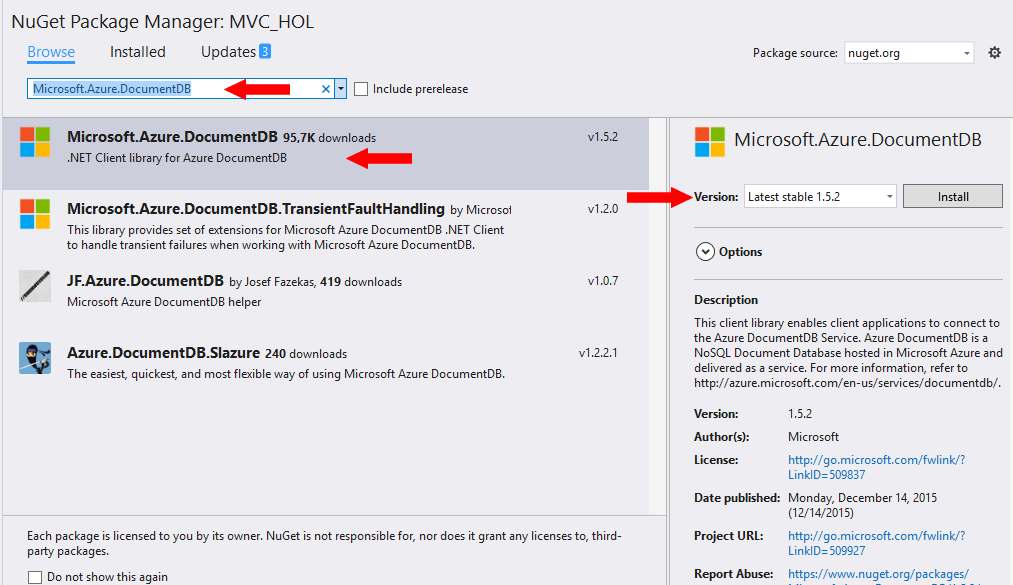 NuGet Package Manager: MVC_HOL
Browse
Installed
Updates 3
Package source: nuget.org
Microsoft.Azure.DocumentDB
Include prerelease
Microsoft.Azure.DocumentDB 95,7K downloads
v1.5.2
.NET Client library for Azure DocumentDB
Microsoft.Azure.DocumentDB.TransientFaultHandling by Microsof
v1.2.0
This library provides set of extensions for Microsoft Azure DocumentDB .NET Client
to handle transient failures when working with Microsoft Azure DocumentDB.
JF.Azure.DocumentDB by Josef Fazekas, 419 downloads
v1.0.7
Microsoft Azure DocumentDB helper
Azure.DocumentDB.Slazure 240 downloads
v1.2.2.1
The easiest, quickest, and most flexible way of using Microsoft Azure DocumentDB.
Each package is licensed to you by its owner. NuGet is not responsible for, nor does it grant any licenses to, third-
party packages.
Do not show this again
Microsoft.Azure.DocumentDB
Version: Latest stable 1.5.2
Install
Options
Description
This client library enables client applications to connect to
the Azure DocumentDB Service. Azure DocumentDB is a
NoSQL Document Database hosted in Microsoft Azure and
delivered as a service. For more information, refer to
http://azure.microsoft.com/en-us/services/documentdb/.
Version: 1.5.2
Author(s): Microsoft
License: http://go.microsoft.com/fwlink/?
LinkID=509837
Date published: Monday, December 14, 2015
(12/14/2015)
Project URL: http://go.microsoft.com/fwlink/?
LinkID=509927
Report Abuse: https://www.nuget.org/packages/